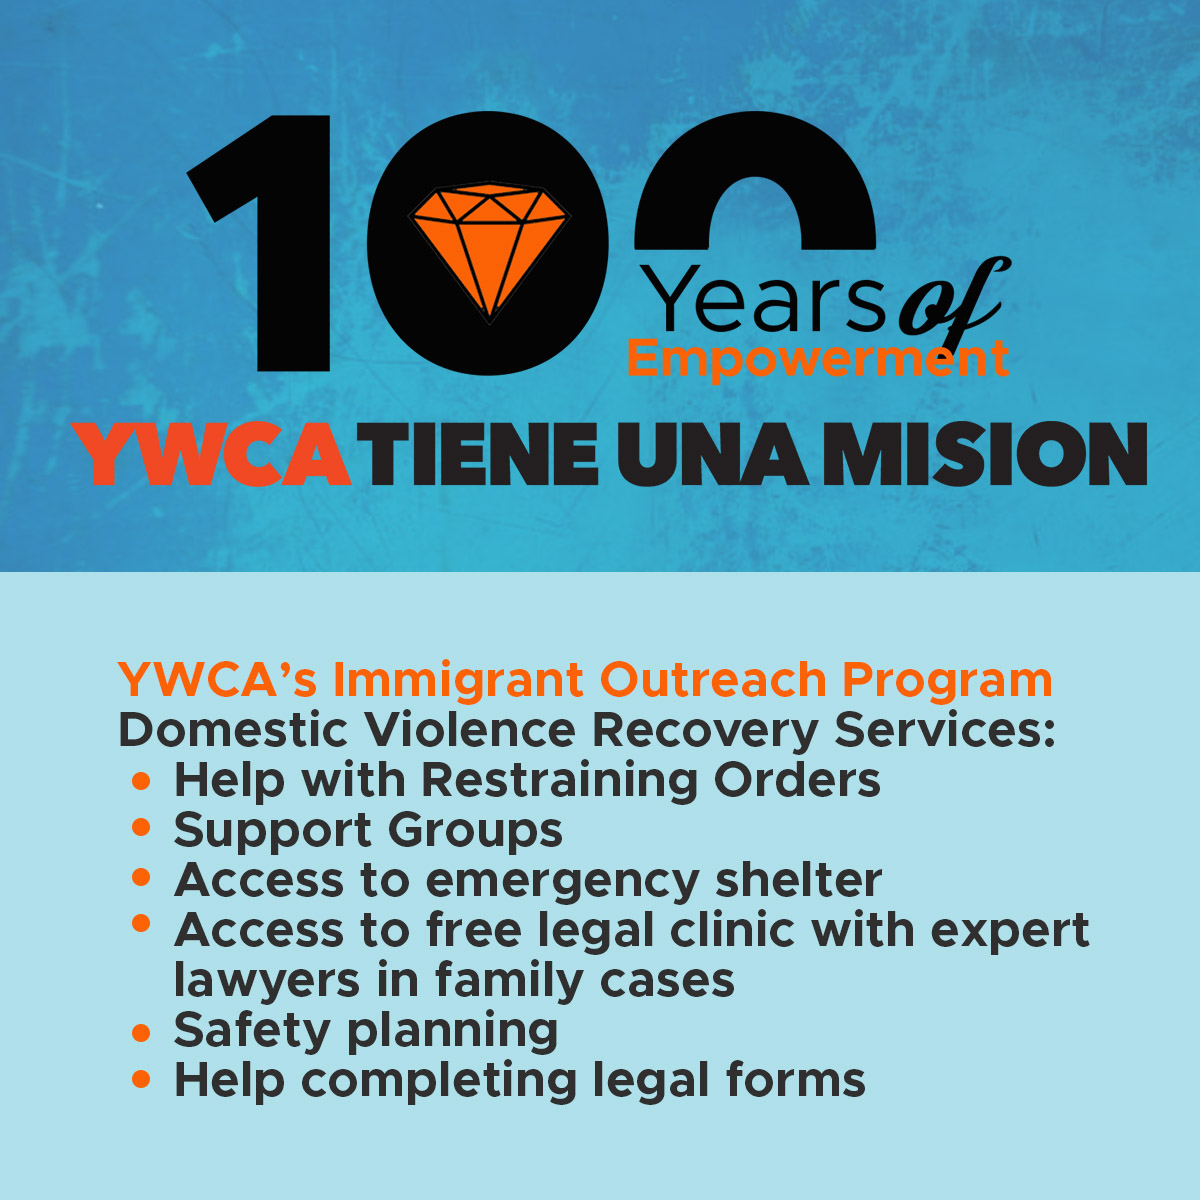 100
Years of
Empowerment
YWCA TIENE UNA MISION
YWCA’s Immigrant Outreach Program
Domestic Violence Recovery Services:
• Help with Restraining Orders
• Support Groups
• Access to emergency shelter
• Access to free legal clinic with expert
lawyers in family cases
• Safety planning
• Help completing legal forms